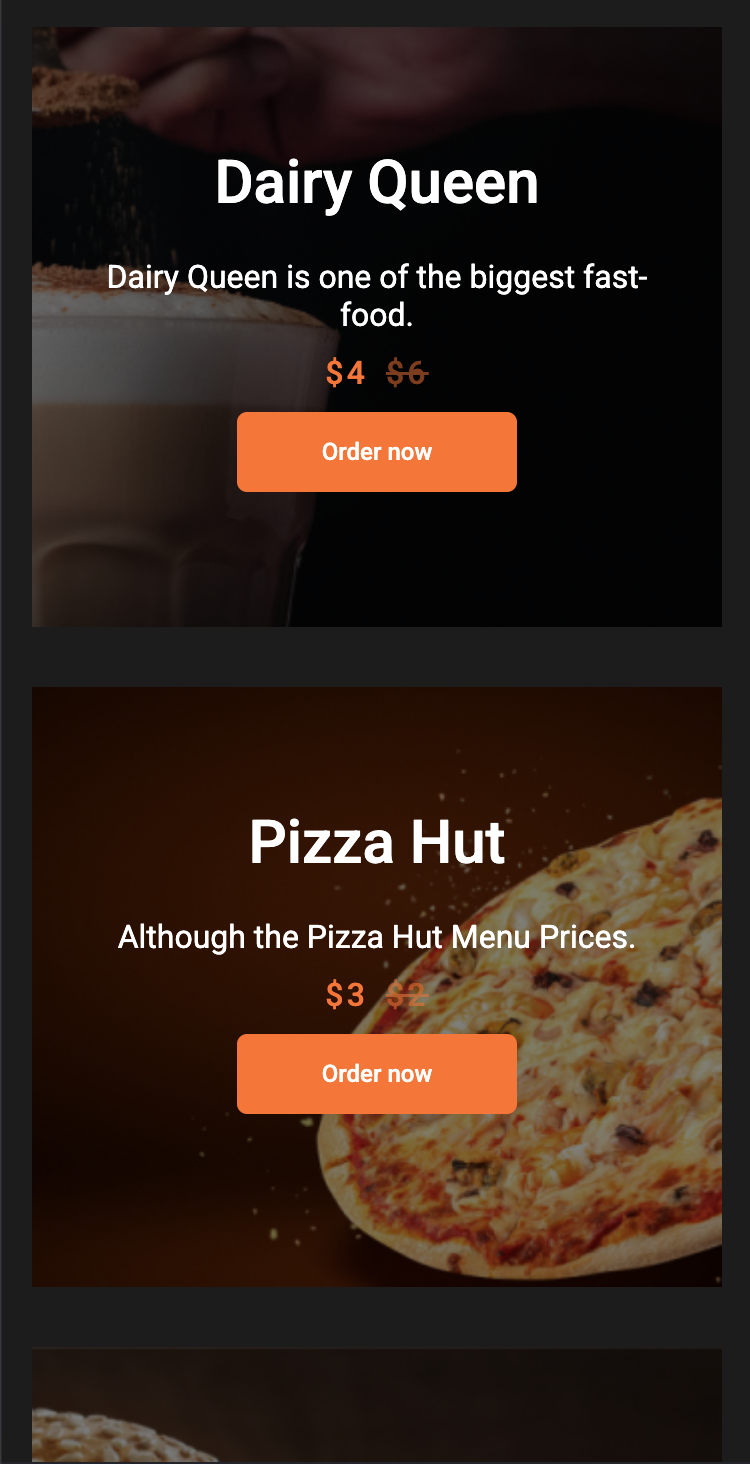 Dairy Queen
Dairy Queen is one of the biggest fast-
food.
$4 $6
Order now
Pizza Hut
Although the Pizza Hut Menu Prices.
$3 $2
Order now